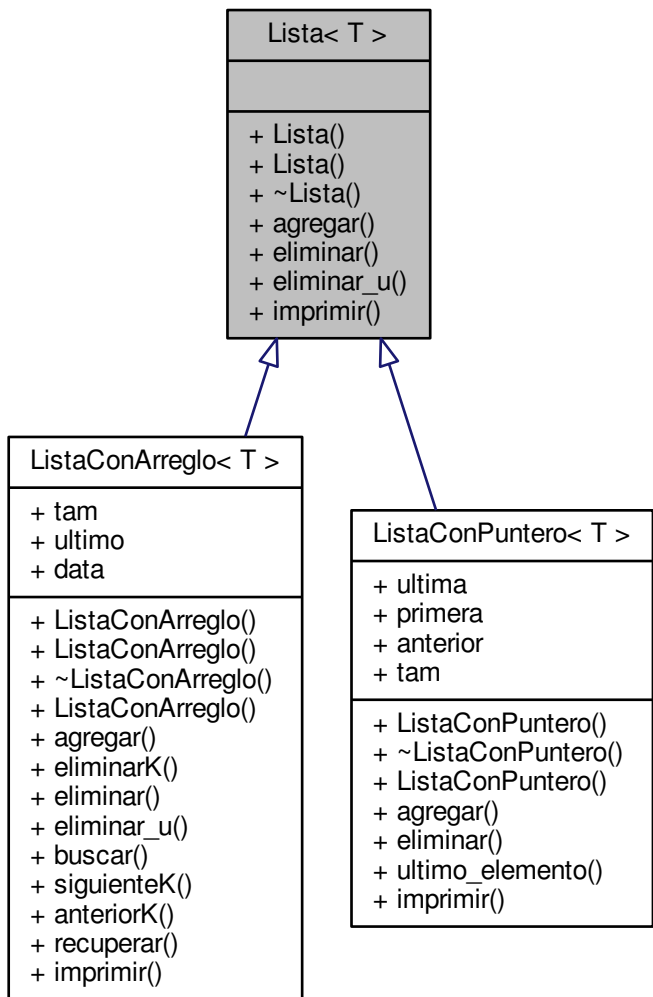 Lista< T >
+ Lista()
+ Lista()
+ ~Lista()
+ agregar()
+ eliminar()
+ eliminar_u()
+ imprimir()
ListaConArreglo< T >
+ tam
+ ultimo
+ data
+ ListaConArreglo()
+ ListaConArreglo()
+ ~ListaConArreglo()
+ ListaConArreglo()
+ agregar()
+ eliminarK()
+ eliminar()
+ eliminar_u()
+ buscar()
+ siguienteK()
+ anteriorK()
+ recuperar()
+ imprimir()
ListaConPuntero< T >
+ ultima
+ primera
+ anterior
+ tam
+ ListaConPuntero()
+ ~ListaConPuntero()
+ ListaConPuntero()
+ agregar()
+ eliminar()
+ ultimo_elemento()
+ imprimir()